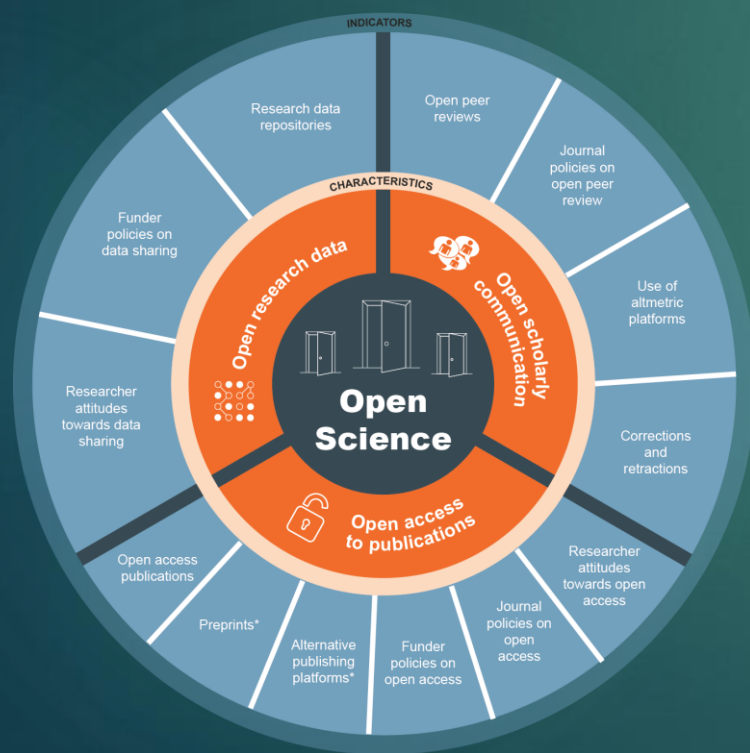 INDICATORS
CHARACTERISTICS
Open
Science
Open research data
Open scholarly
communication
Open access
to publications
Research data
repositories
Funder
policies on
data sharing
Researcher
attitudes
towards data
sharing
Open peer
reviews
Journal
policies on
open peer
review
Use of
altmetric
platforms
Corrections
and
retractions
Open access
publications
Preprints*
Alternative
publishing
platforms*
Funder
policies on
open access
Journal
policies on
open
access
Researcher
attitudes
towards open
access